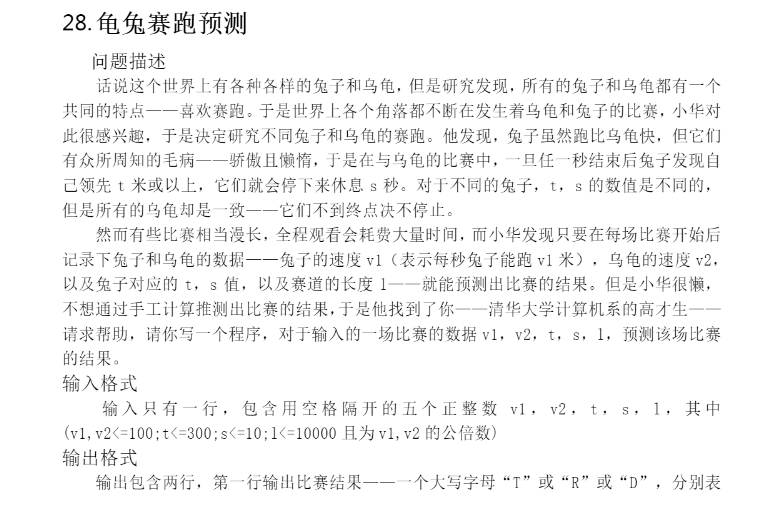 28. 龟兔赛跑预测
问题描述
话说这个世界上有各种各样的兔子和乌龟，但是研究发现，所有的兔子和乌龟都有一个
共同的特点——喜欢赛跑。于是世界上各个角落都不断在发生着乌龟和兔子的比赛，小华对
此很感兴趣，于是决定研究不同兔子和乌龟的赛跑。他发现，兔子虽然跑比乌龟快，但它们
有众所周知的毛病——骄傲且懒惰，于是在与乌龟的比赛中，一旦任一秒结束后兔子发现自
己领先 t 米或以上，它们就会停下来休息 s 秒。对于不同的兔子，t，s 的数值是不同的，
但是所有的乌龟却是一致——它们不到终点决不停止。
然而有些比赛相当漫长，全程观看会耗费大量时间，而小华发现只要在每场比赛开始后
记录下兔子和乌龟的数据——兔子的速度 v1（表示每秒兔子能跑 v1 米），乌龟的速度 v2，
以及兔子对应的 t，s 值，以及赛道的长度 l——就能预测出比赛的结果。但是小华很懒，
不想通过手工计算推测出比赛的结果，于是他找到了你——清华大学计算机系的高才生——
请求帮助，请你写一个程序，对于输入的一场比赛的数据 v1，v2，t，s，l，预测该场比赛
的结果。
输入格式
输入只有一行，包含用空格隔开的五个正整数 v1，v2，t，s，l，其中
(v1,v2<=100;t<=300;s<=10;l<=10000 且为 v1,v2 的公倍数)
输出格式
输出包含两行，第一行输出比赛结果——一个大写字母“T”或“R”或“D”，分别表